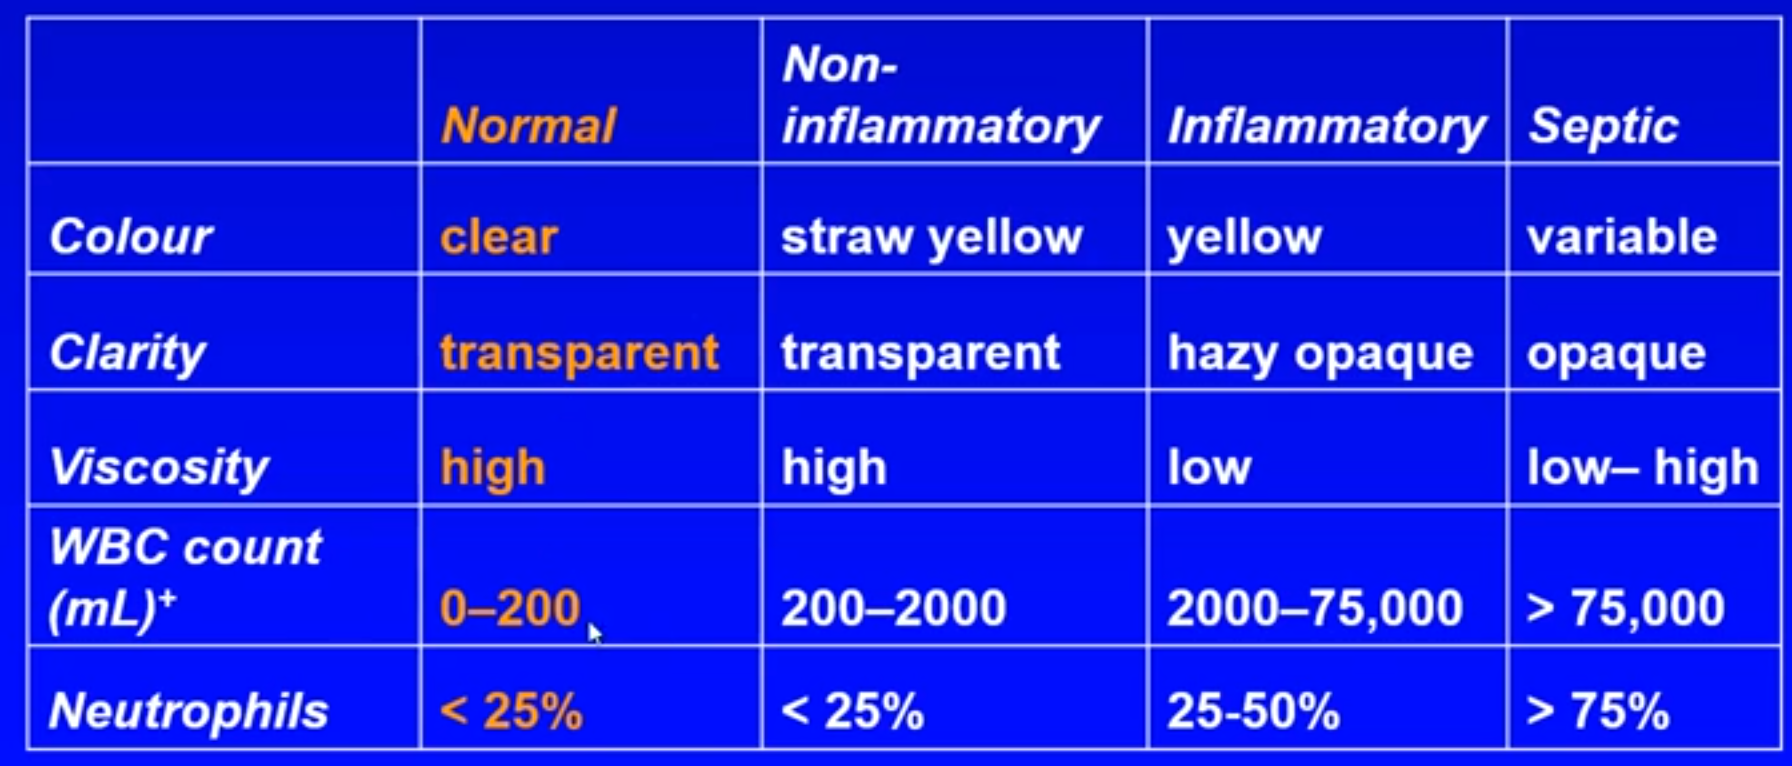 Normal Non-inflammatory Inflammatory Septic
Colour clear straw yellow yellow variable
Clarity transparent transparent hazy opaque opaque
Viscosity high high low low– high
WBC count
(mL)⁺ 0–200 200–2000 2000–75,000 > 75,000
Neutrophils < 25% < 25% 25-50% > 75%